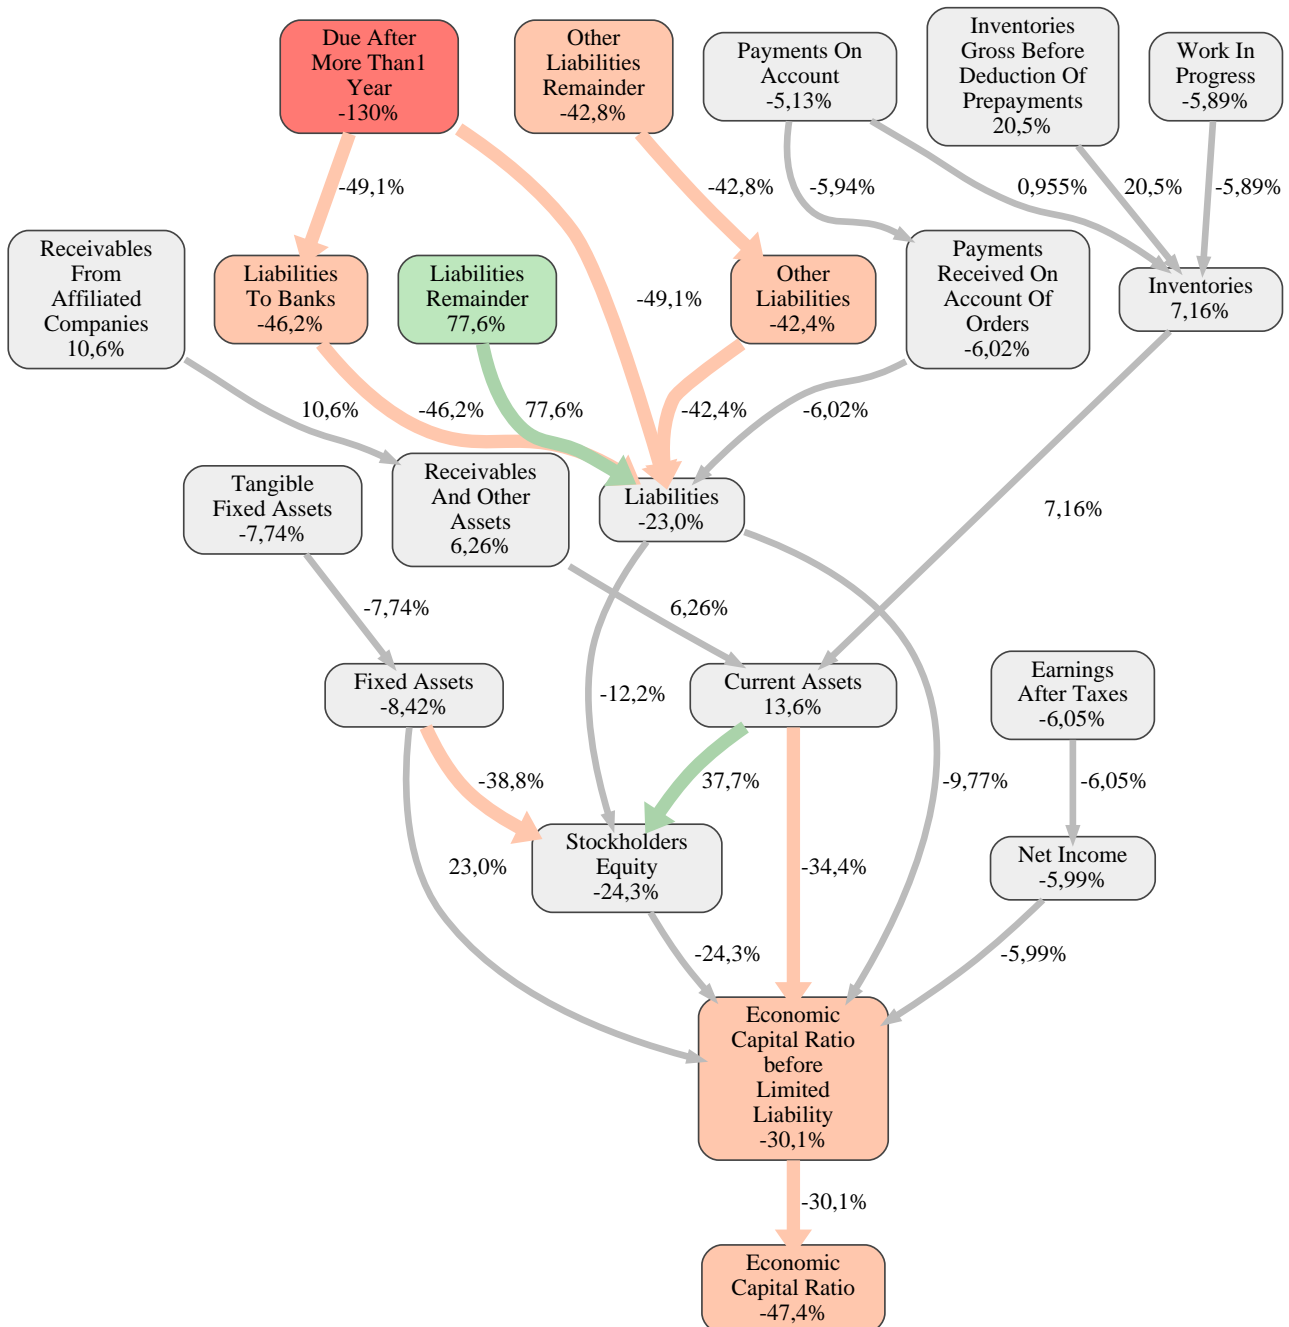 Due After
More Than1
Year
-130%
Other
Liabilities
Remainder
-42,8%
Payments On
Account
-5,13%
Inventories
Gross Before
Deduction Of
Prepayments
20,5%
Work In
Progress
-5,89%
-49,1%
-42,8%
-5,94%
0,955%
20,5%
-5,89%
Receivables
From
Affiliated
Companies
10,6%
Liabilities
To Banks
-46,2%
Liabilities
Remainder
77,6%
-49,1%
Other
Liabilities
-42,4%
Payments
Received On
Account Of
Orders
-6,02%
Inventories
7,16%
10,6%
-46,2%
77,6%
-42,4%
-6,02%
Tangible
Fixed Assets
-7,74%
Receivables
And Other
Assets
6,26%
Liabilities
-23,0%
7,16%
-7,74%
6,26%
Fixed Assets
-8,42%
-12,2%
Current Assets
13,6%
Earnings
After Taxes
-6,05%
-38,8%
37,7%
-9,77%
-6,05%
23,0%
Stockholders
Equity
-24,3%
-34,4%
Net Income
-5,99%
-24,3%
-5,99%
Economic
Capital Ratio
before
Limited
Liability
-30,1%
-30,1%
Economic
Capital Ratio
-47,4%